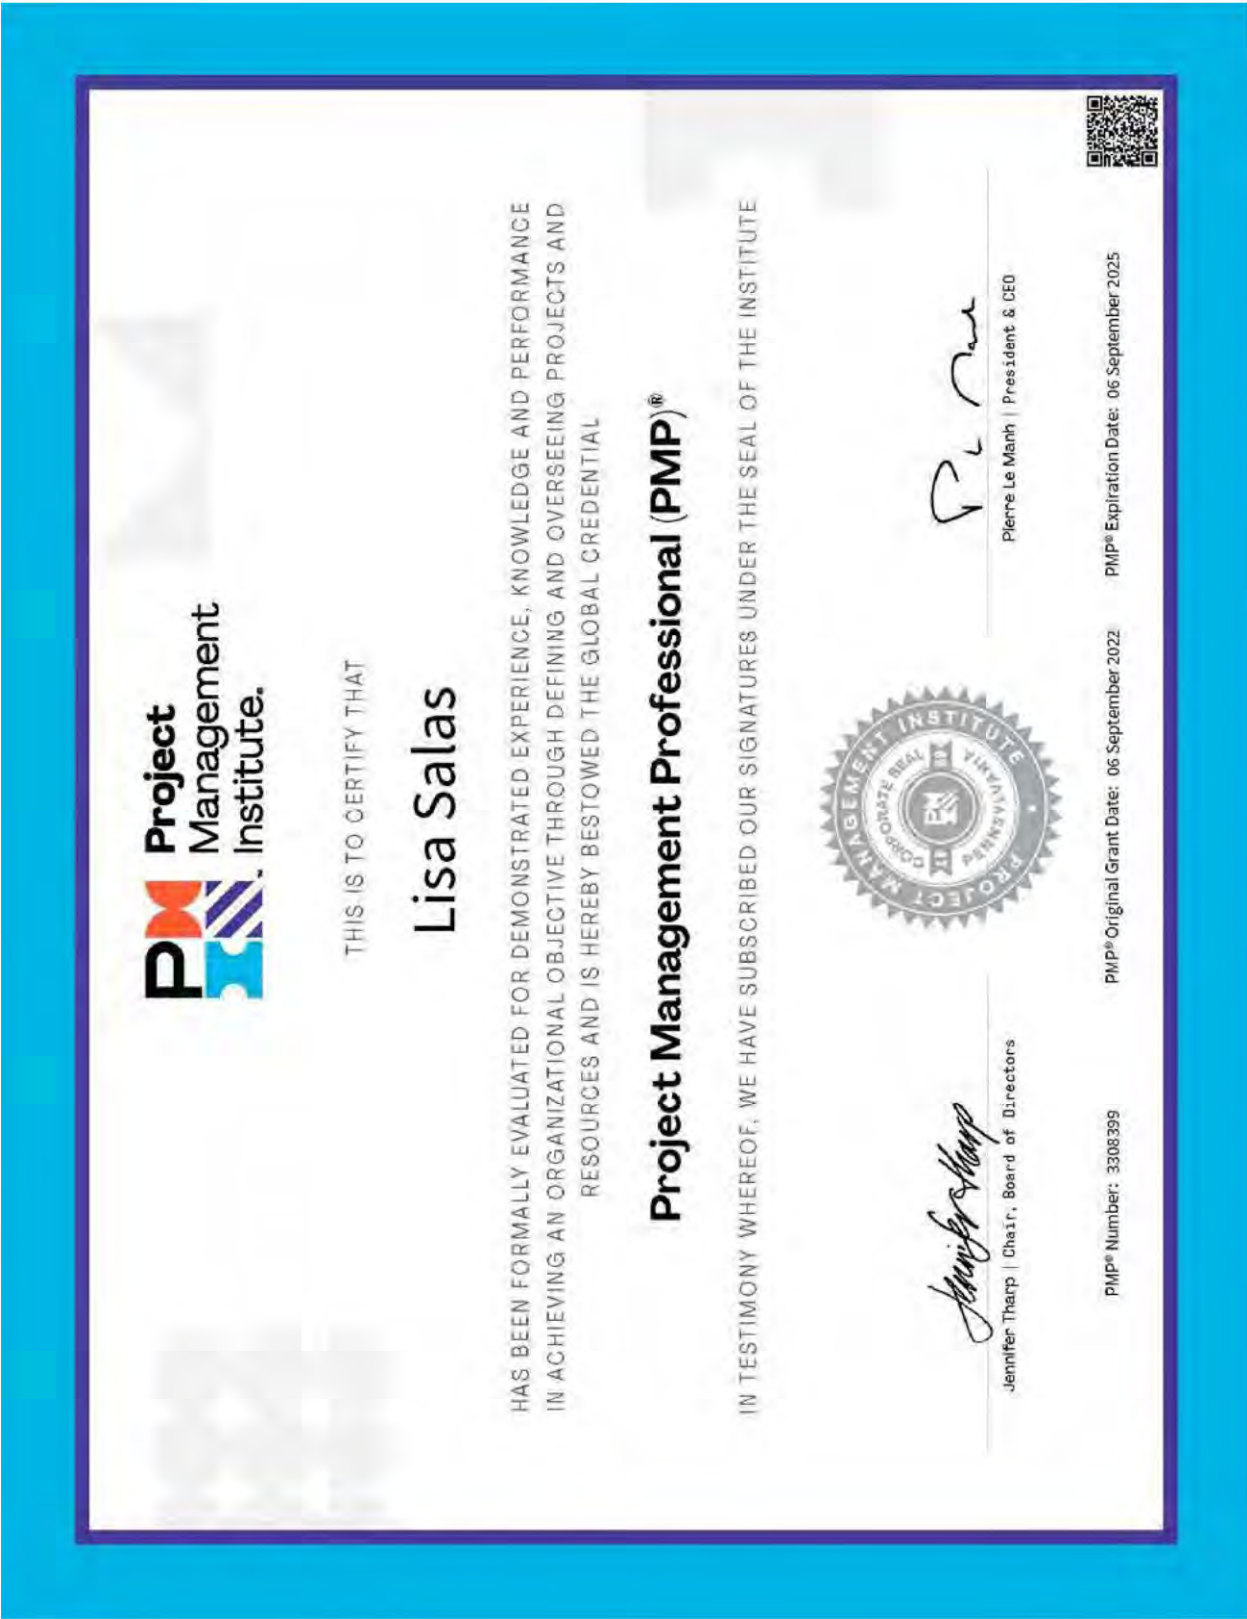 PM
Project
Management
Institute.
THIS IS TO CERTIFY THAT
Lisa Salas
HAS BEEN FORMALLY EVALUATED FOR DEMONSTRATED EXPERIENCE, KNOWLEDGE AND PERFORMANCE
IN ACHIEVING AN ORGANIZATIONAL OBJECTIVE THROUGH DEFINING AND OVERSEEING PROJECTS AND
RESOURCES AND IS HEREBY BESTOWED THE GLOBAL CREDENTIAL
Project Management Professional (PMP)®
IN TESTIMONY WHEREOF, WE HAVE SUBSCRIBED OUR SIGNATURES UNDER THE SEAL OF THE INSTITUTE
Jennifer Tharp
PROJECT MANAGEMENT INSTITUTE
CORPORATE SEAL
PENNSYLVANIA
Jennifer Tharp | Chair, Board of Directors
Pierre Le Manh | President & CEO
PMP® Number: 3308399
PMP® Original Grant Date: 06 September 2022
PMP® Expiration Date: 06 September 2025